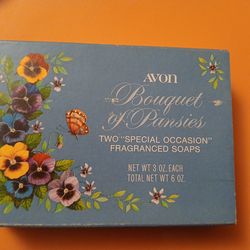 AVON
Bouquet
of Pansies
TWO "SPECIAL OCCASION"
FRAGRANCED SOAPS
NET WT 3 OZ. EACH
TOTAL NET WT 6 OZ.